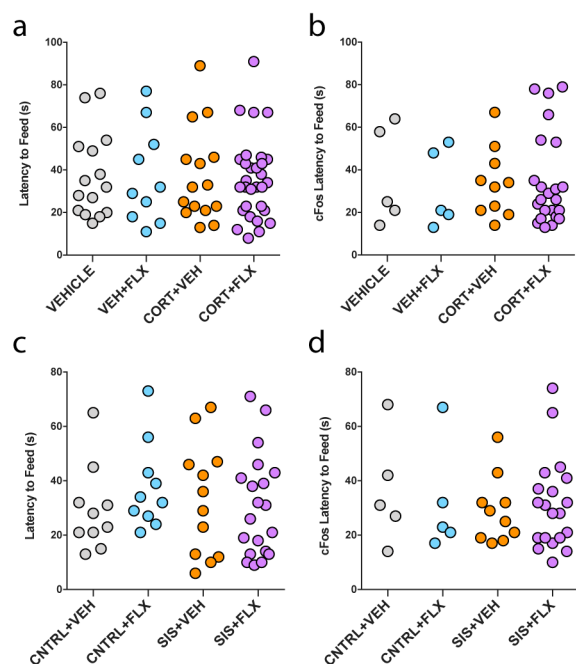 a
Latency to Feed (s)
100
80
60
40
20
0
VEHICLE
VEH+FLX
CORT+VEH
CORT+FLX
b
cFos Latency to Feed (s)
100
80
60
40
20
0
VEHICLE
VEH+FLX
CORT+VEH
CORT+FLX
c
Latency to Feed (s)
80
60
40
20
0
CNTRL+VEH
CNTRL+FLX
SIS+VEH
SIS+FLX
d
cFos Latency to Feed (s)
80
60
40
20
0
CNTRL+VEH
CNTRL+FLX
SIS+VEH
SIS+FLX